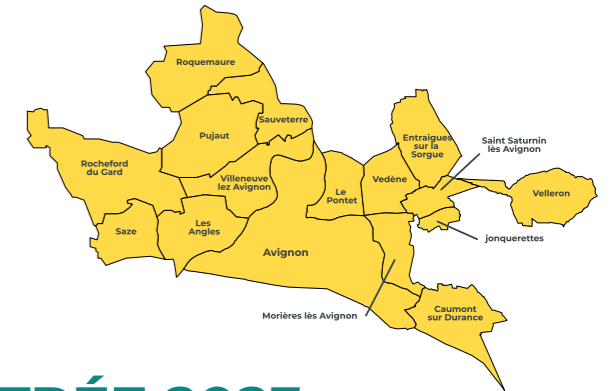 Roquemaure
Sauveterre
Pujaut
Entraigues
sur la
Sorgue
Saint Saturnin
lès Avignon
Rocheford
du Gard
Villeneuve
lez Avignon
Vedène
Le
Pontet
Velleron
Saze
Les
Angles
jonquerettes
Avignon
Morières lès Avignon
Caumont
sur Durance